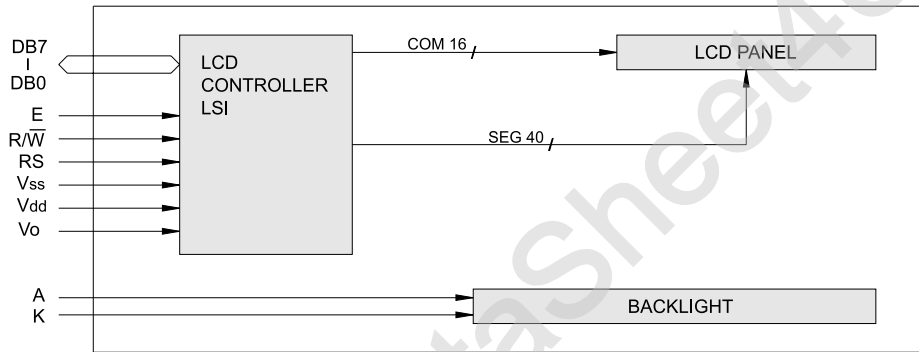 DB7
DB0
E
R/W̅
RS
Vss
Vdd
Vo
A
K
LCD
CONTROLLER
LSI
COM 16
SEG 40
LCD PANEL
BACKLIGHT